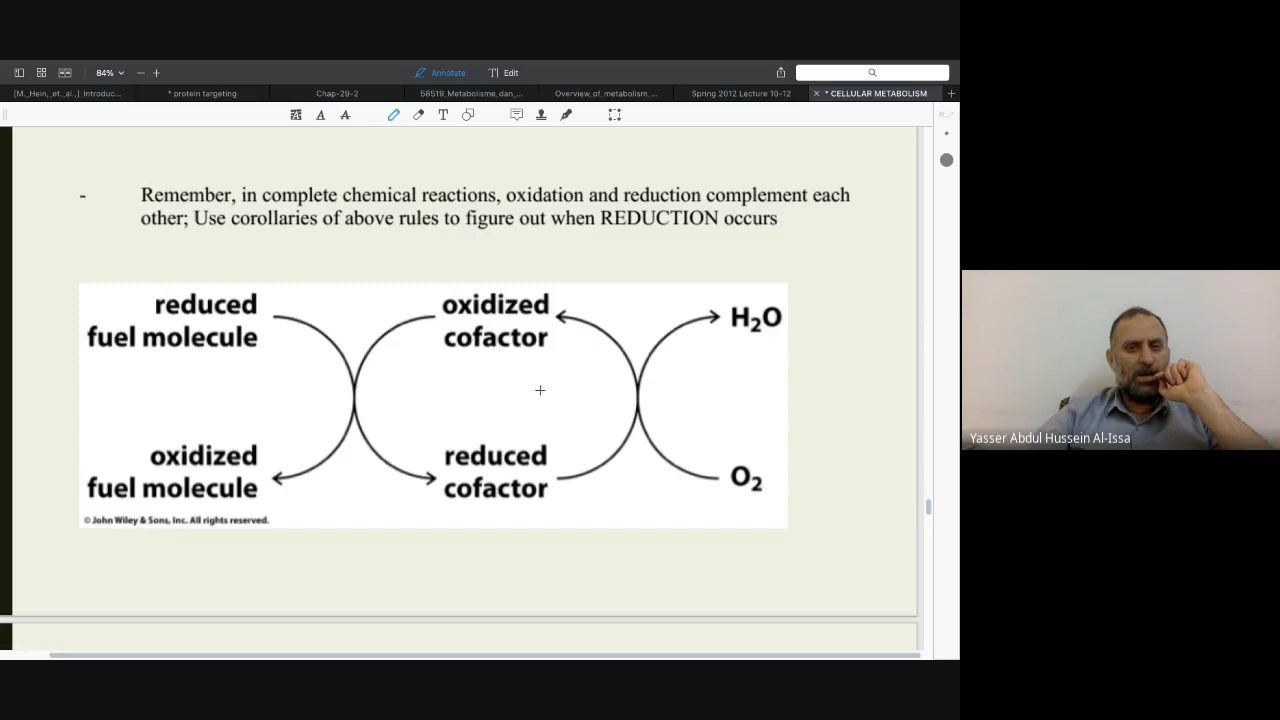 84%
Annotate
Edit
[M._Hein,_et._al.,]_Introduc...
* protein targeting
Chap-29-2
58519_Metabolisme_dan_...
Overview_of_metabolism_...
Spring 2012 Lecture 10-12
* CELLULAR METABOLISM
- Remember, in complete chemical reactions, oxidation and reduction complement each
other; Use corollaries of above rules to figure out when REDUCTION occurs
reduced
fuel molecule
oxidized
cofactor
H2O
oxidized
fuel molecule
reduced
cofactor
O2
© John Wiley & Sons, Inc. All rights reserved.
Yasser Abdul Hussein Al-Issa